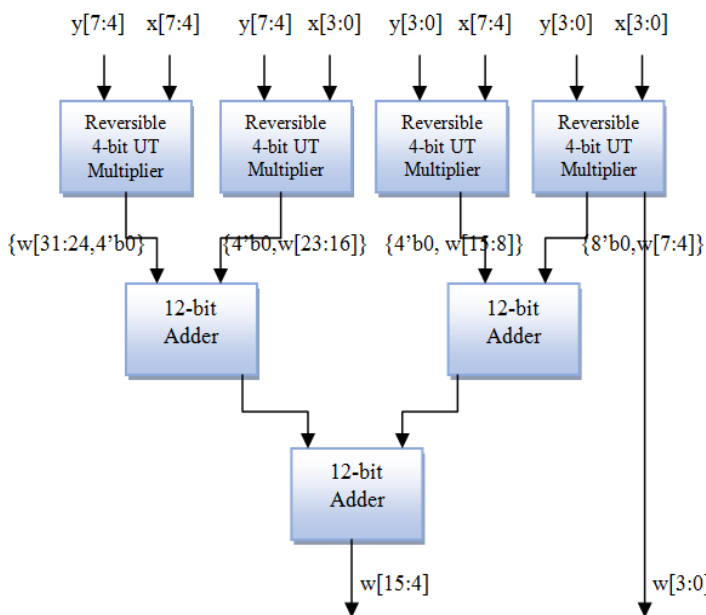 y[7:4] x[7:4] y[7:4] x[3:0] y[3:0] x[7:4] y[3:0] x[3:0]
Reversible
4-bit UT
Multiplier
Reversible
4-bit UT
Multiplier
Reversible
4-bit UT
Multiplier
Reversible
4-bit UT
Multiplier
{w[31:24,4’b0} {4’b0,w[23:16]} {4’b0, w[15:8]} {8’b0,w[7:4]}
12-bit
Adder
12-bit
Adder
12-bit
Adder
w[15:4] w[3:0]